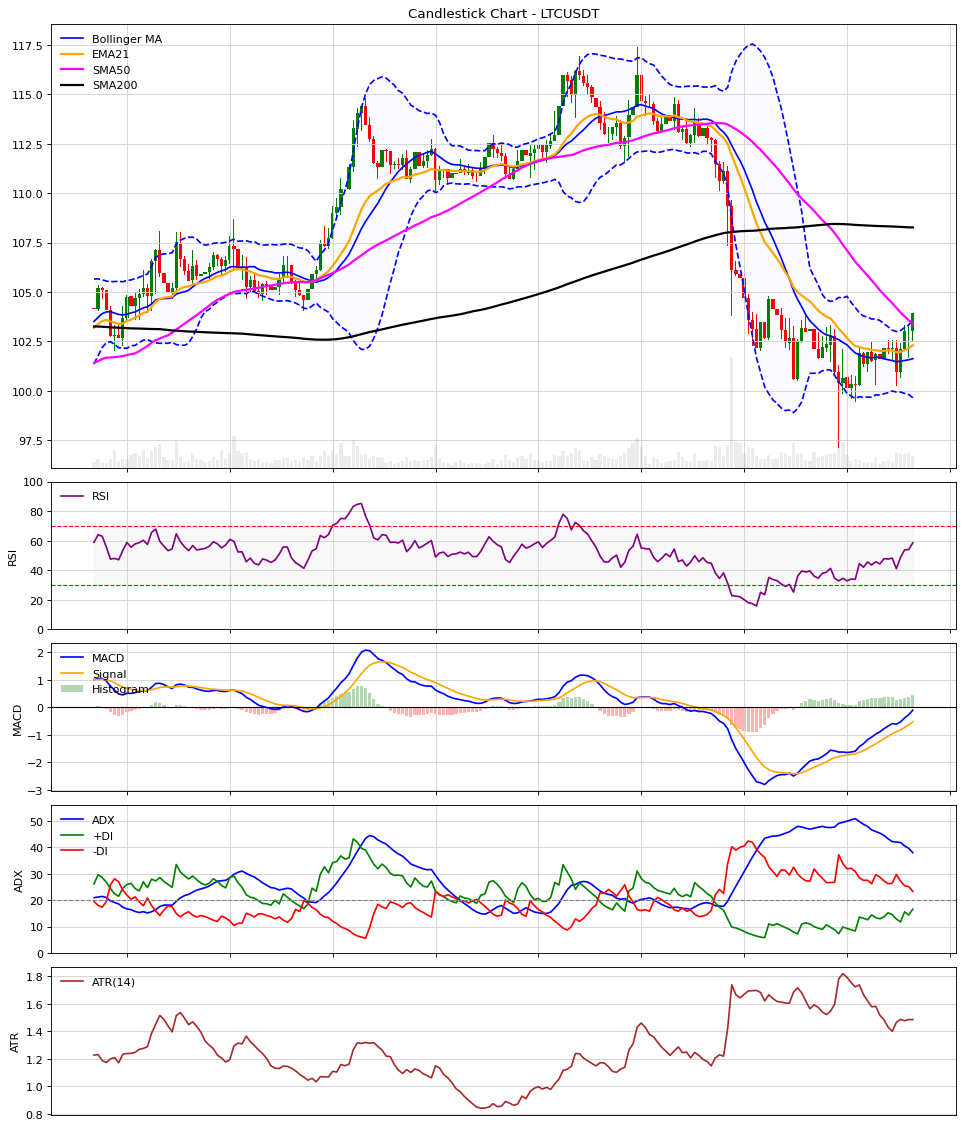 Candlestick Chart - LTCUSDT
Bollinger MA
EMA21
SMA50
SMA200
117.5
115.0
112.5
110.0
107.5
105.0
102.5
100.0
97.5
RSI
RSI
100
80
60
40
20
0
MACD
Signal
Histogram
MACD
2
1
0
−1
−2
−3
ADX
+DI
-DI
ADX
50
40
30
20
10
0
ATR(14)
ATR
1.8
1.6
1.4
1.2
1.0
0.8